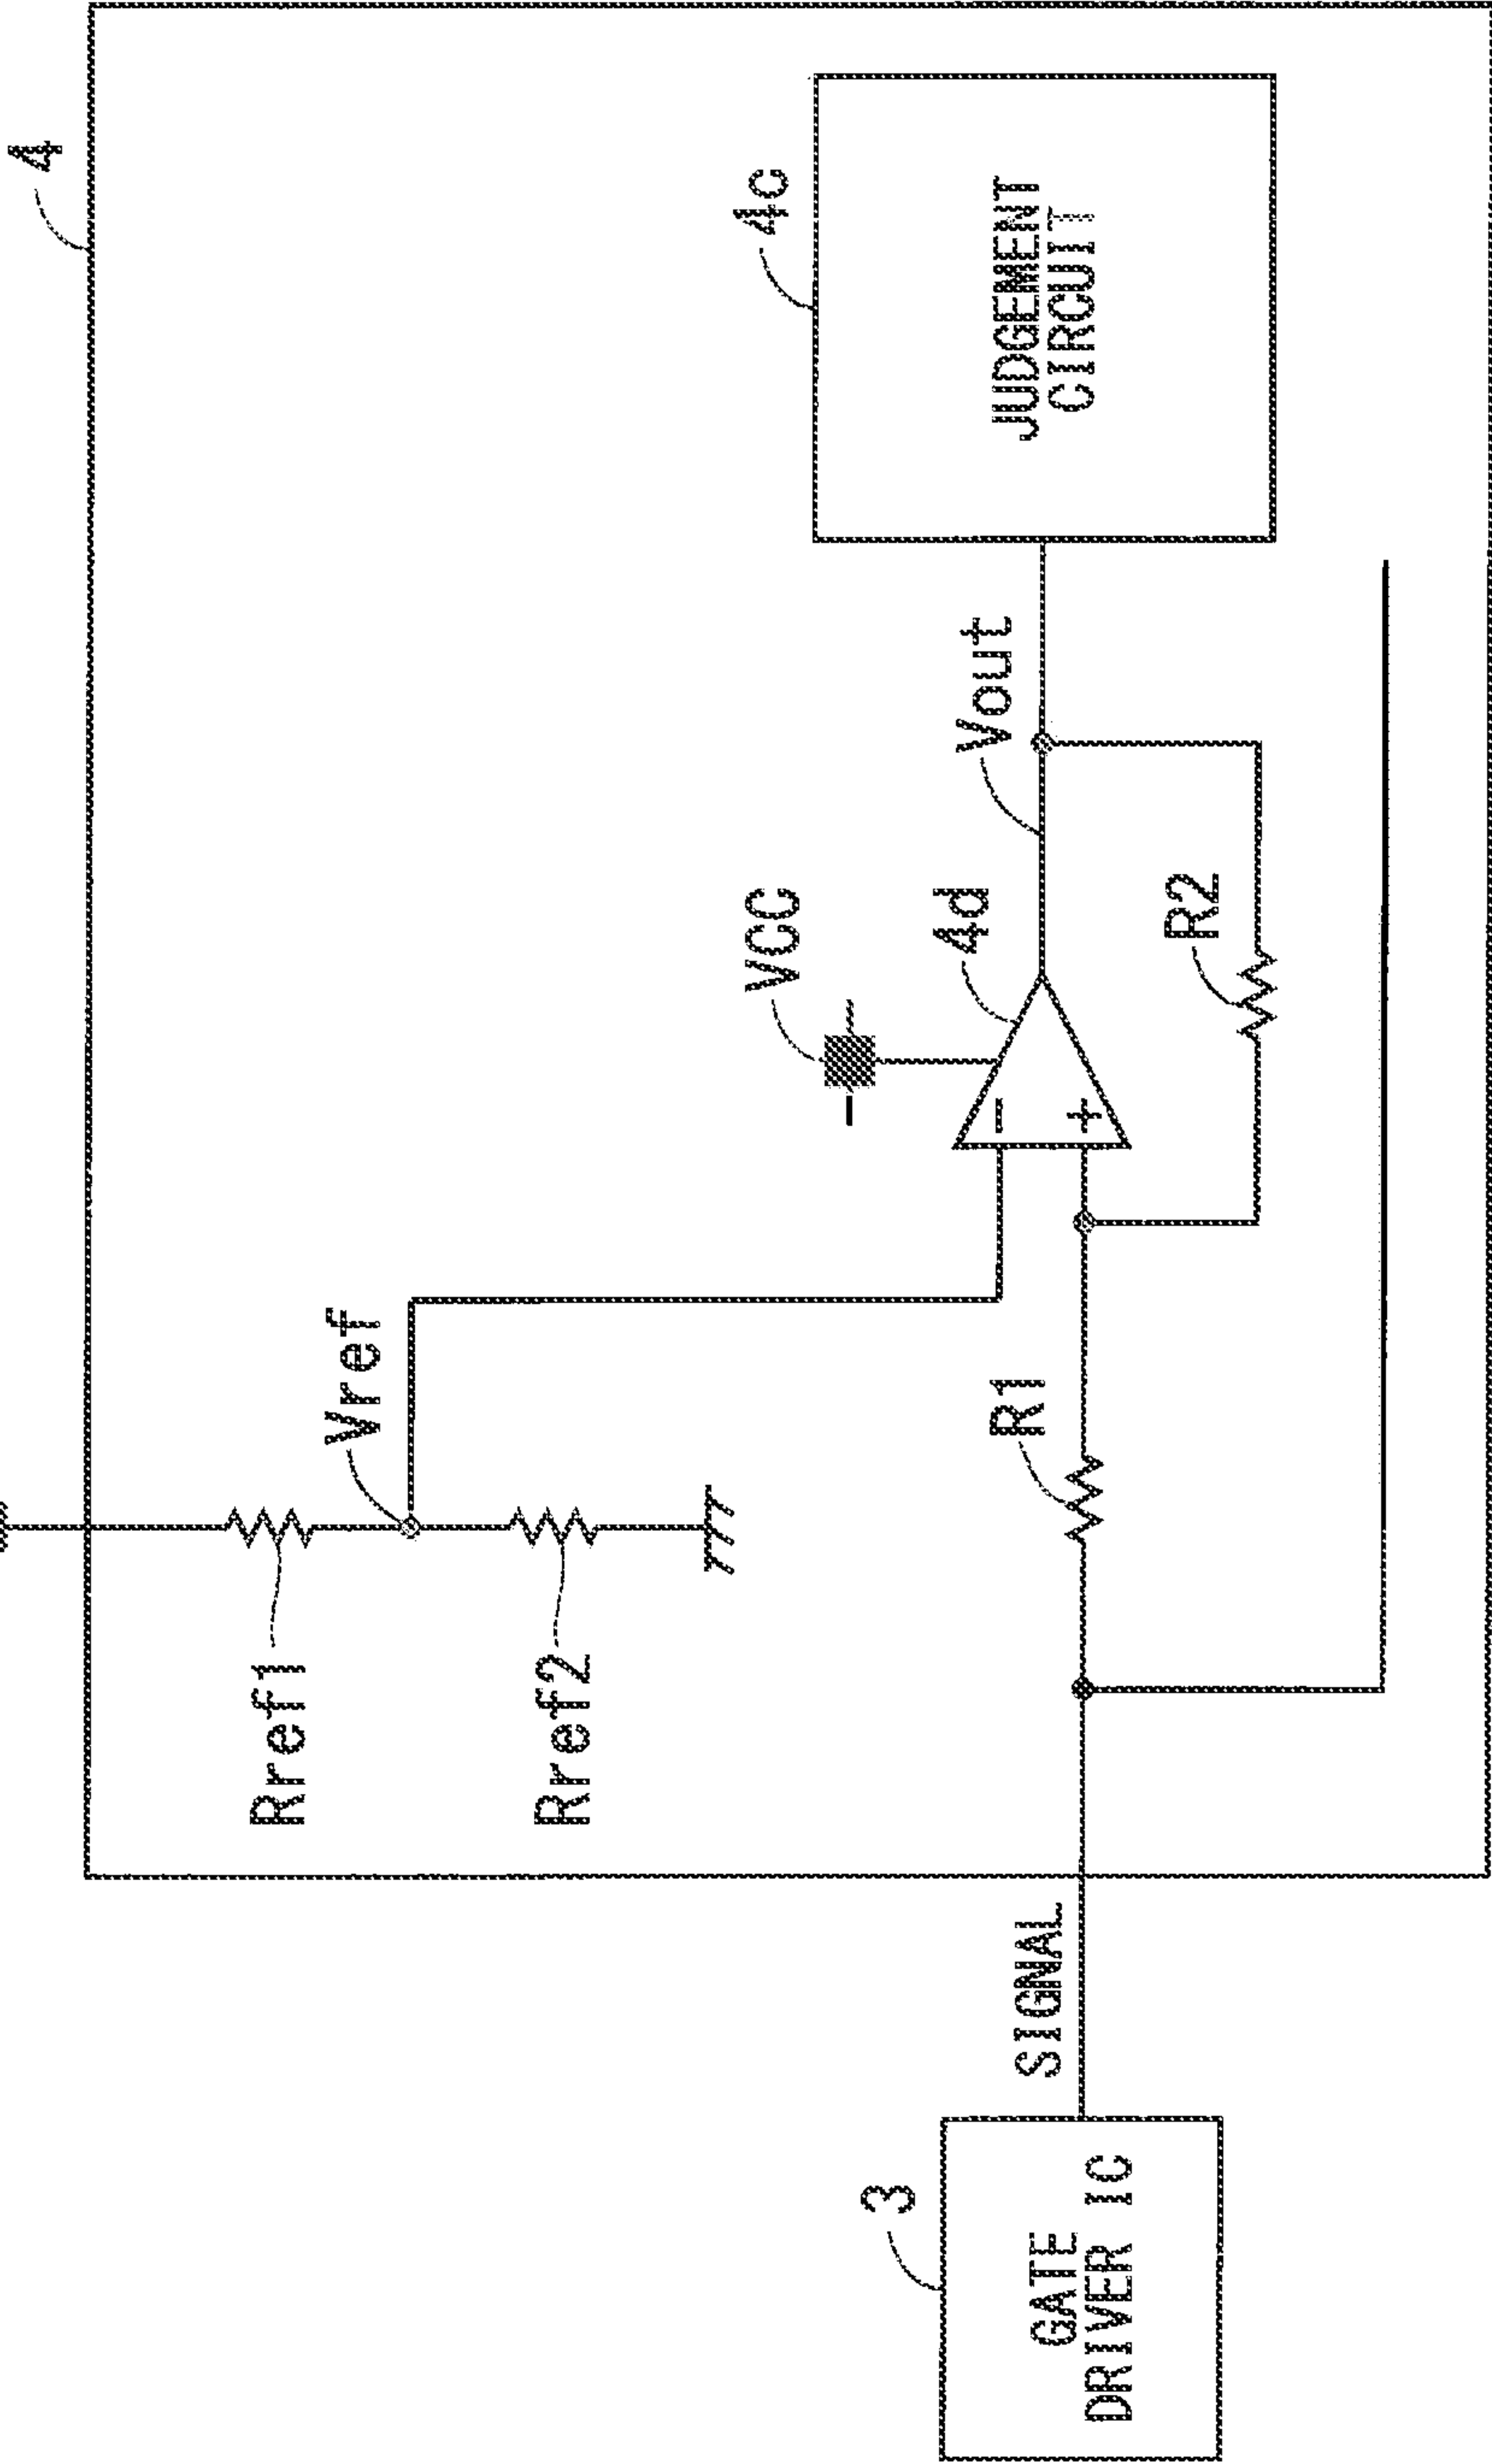 4
Rref1
Vref
Rref2
VCC
4c
4d
Vout
JUDGEMENT
CIRCUIT
R1
R2
3
SIGNAL
GATE
DRIVER IC